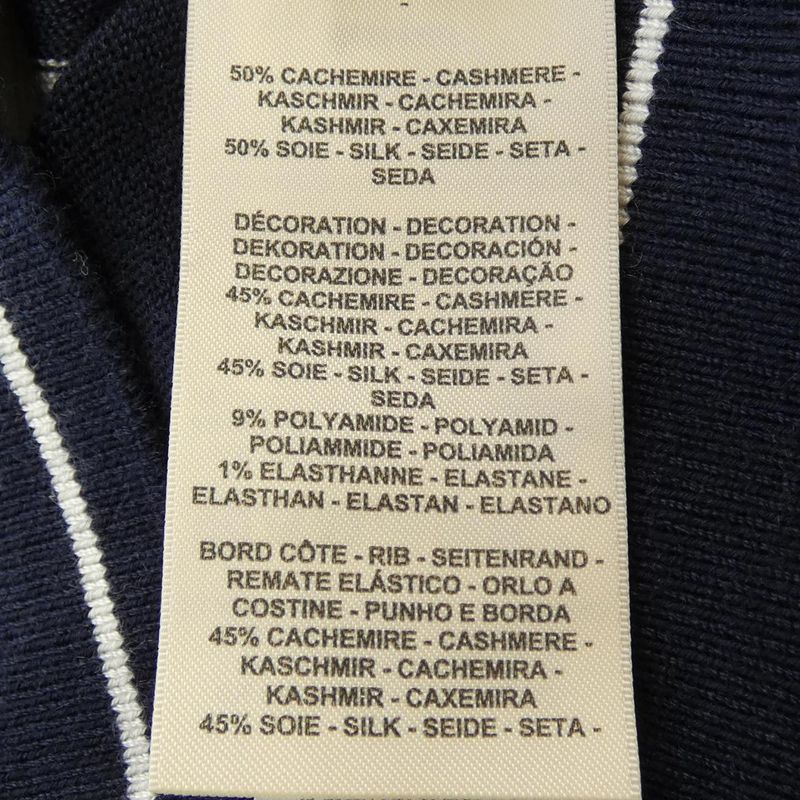 50% CACHEMIRE - CASHMERE -
KASCHMIR - CACHEMIRA -
KASHMIR - CAXEMIRA
50% SOIE - SILK - SEIDE - SETA -
SEDA
DÉCORATION - DECORATION -
DEKORATION - DECORACIÓN -
DECORAZIONE - DECORAÇÃO
45% CACHEMIRE - CASHMERE -
KASCHMIR - CACHEMIRA -
KASHMIR - CAXEMIRA
45% SOIE - SILK - SEIDE - SETA -
SEDA
9% POLYAMIDE - POLYAMID -
POLIAMMIDE - POLIAMIDA
1% ELASTHANNE - ELASTANE -
ELASTHAN - ELASTAN - ELASTANO
BORD CÔTE - RIB - SEITENRAND -
REMATE ELÁSTICO - ORLO A
COSTINE - PUNHO E BORDA
45% CACHEMIRE - CASHMERE -
KASCHMIR - CACHEMIRA -
KASHMIR - CAXEMIRA
45% SOIE - SILK - SEIDE - SETA -